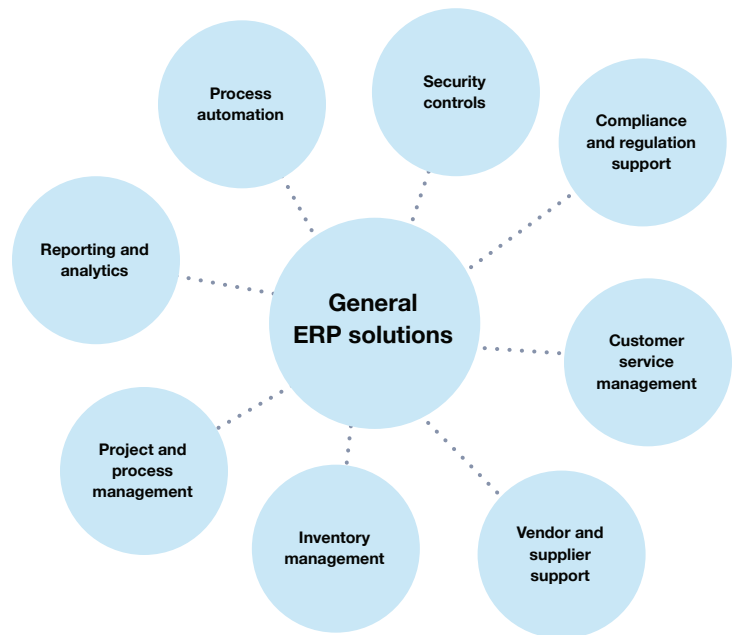 Process
automation
Security
controls
Compliance
and regulation
support
Reporting and
analytics
General
ERP solutions
Customer
service
management
Project and
process
management
Inventory
management
Vendor and
supplier
support